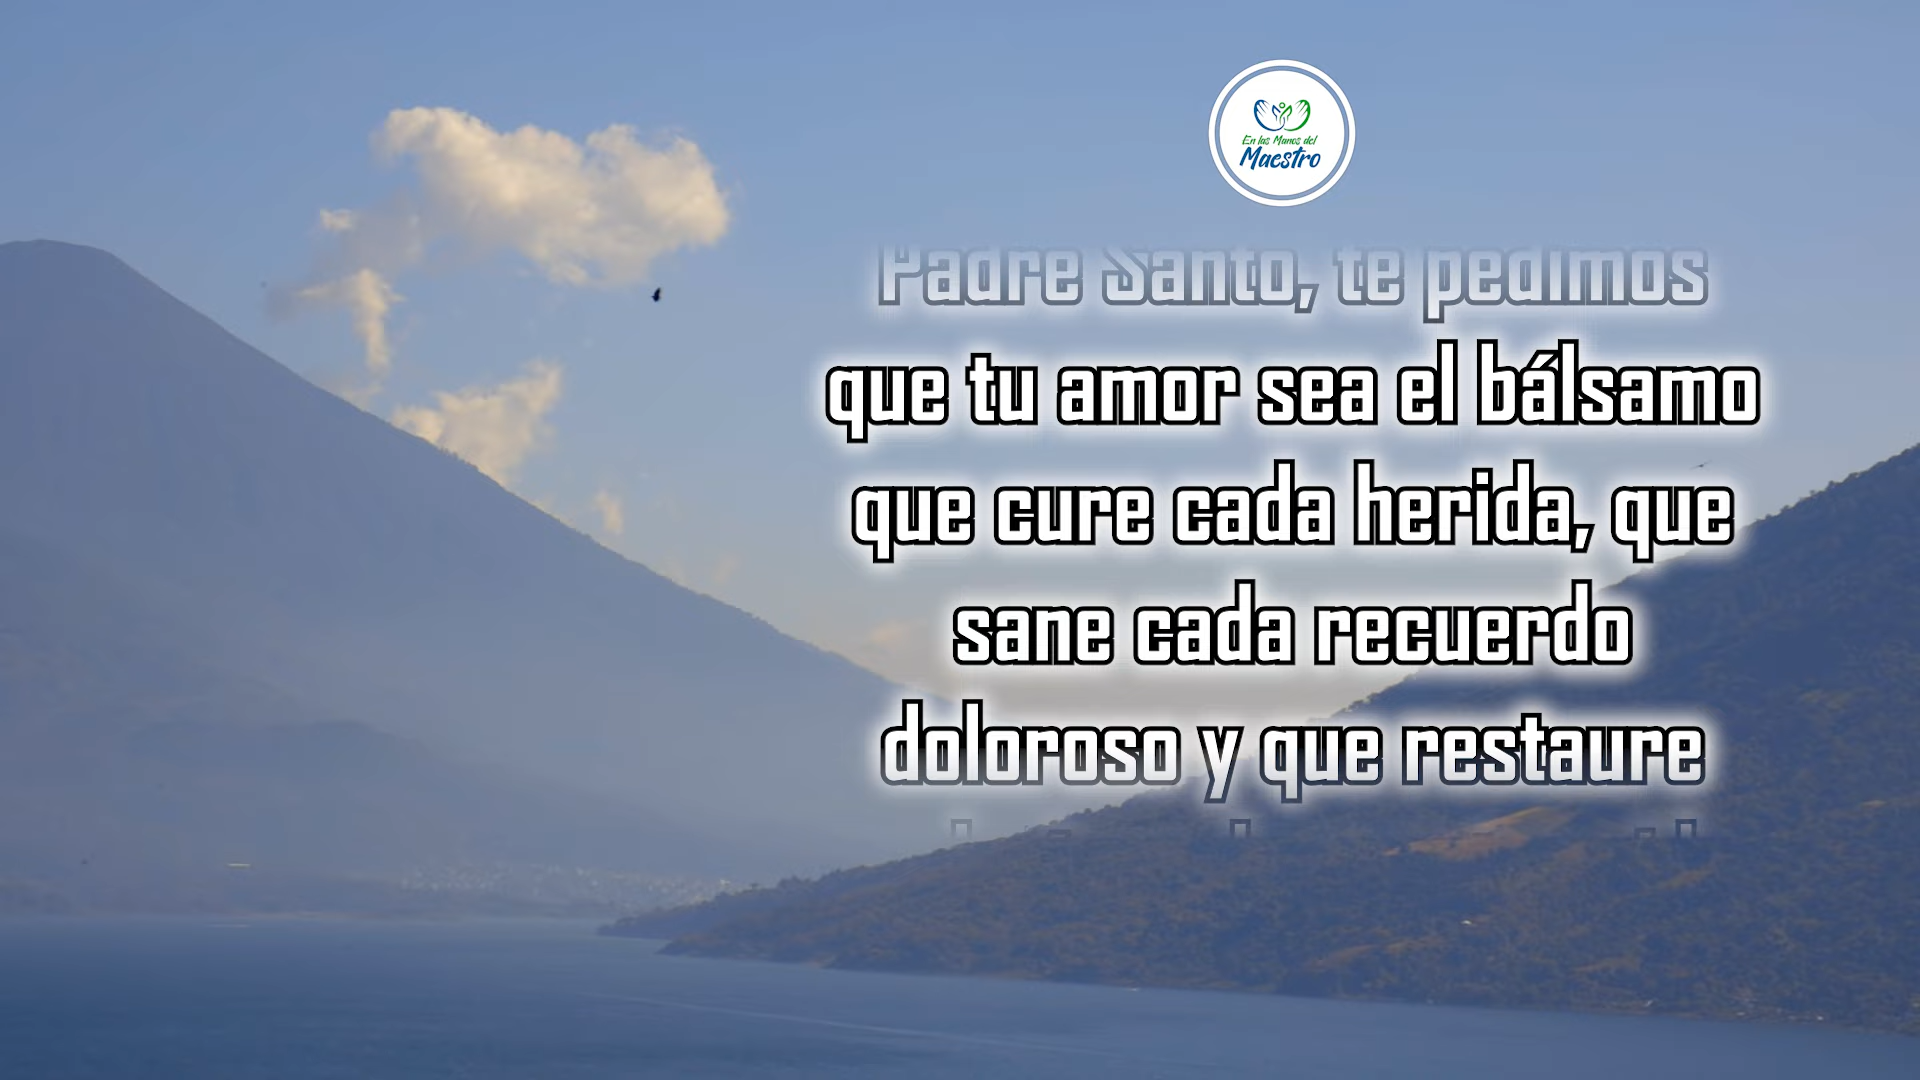 En las Manos del
Maestro
Padre Santo, te pedimos
que tu amor sea el bálsamo
que cure cada herida, que
sane cada recuerdo
doloroso y que restaure